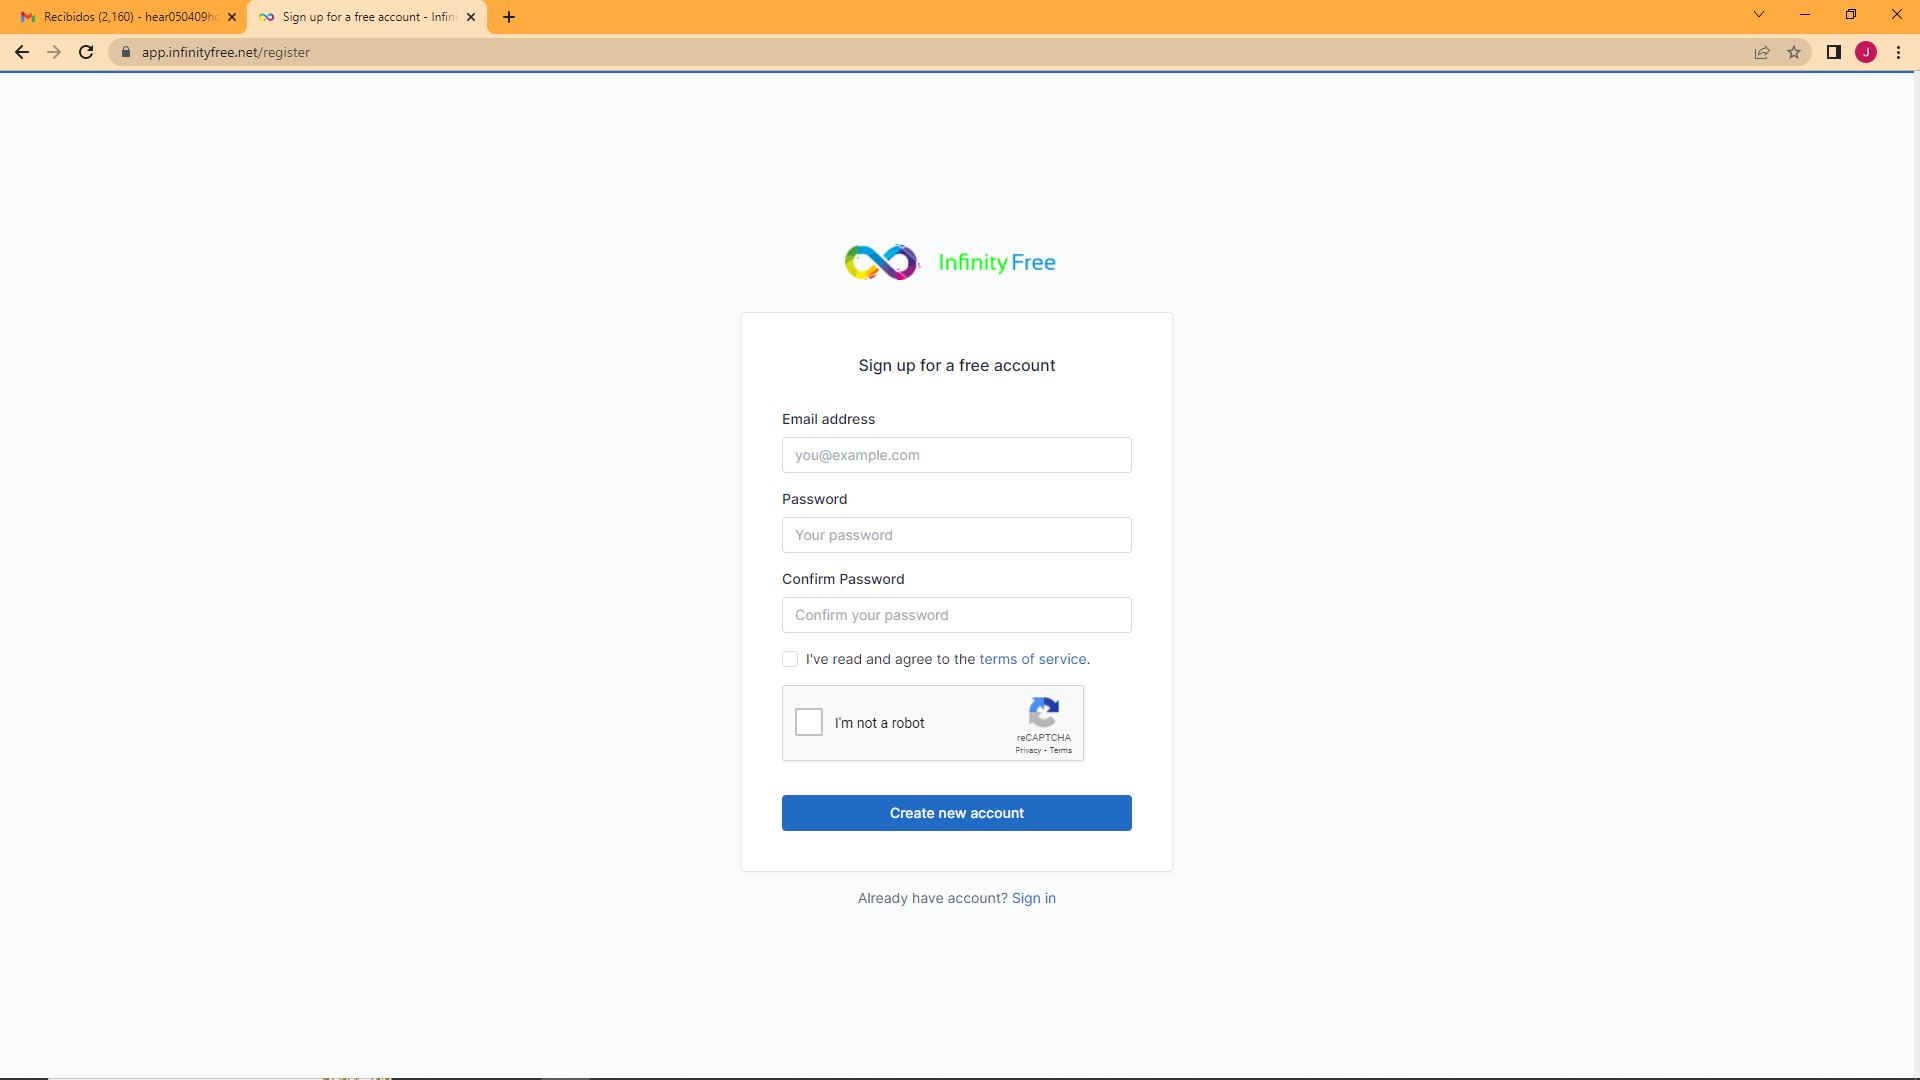 Recibidos (2,160) - hear050409h
Sign up for a free account - Infini
app.infinityfree.net/register
J
Infinity Free
Sign up for a free account
Email address
you@example.com
Password
Your password
Confirm Password
Confirm your password
I've read and agree to the terms of service.
I'm not a robot
reCAPTCHA
Privacy - Terms
Create new account
Already have account? Sign in